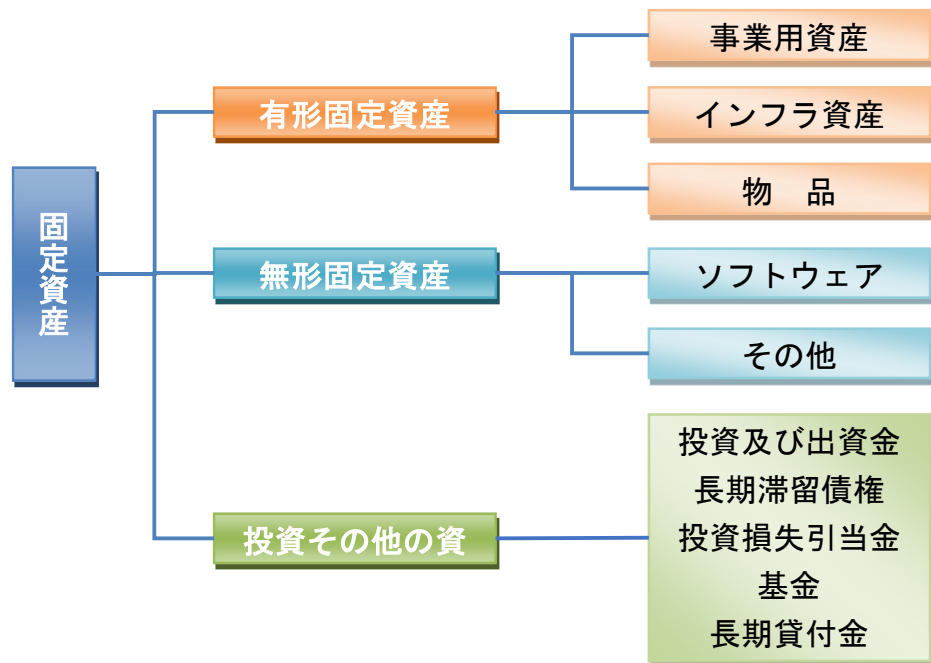 固定資産
有形固定資産
事業用資産
インフラ資産
物　品
無形固定資産
ソフトウェア
その他
投資その他の資
投資及び出資金
長期滞留債権
投資損失引当金
基金
長期貸付金